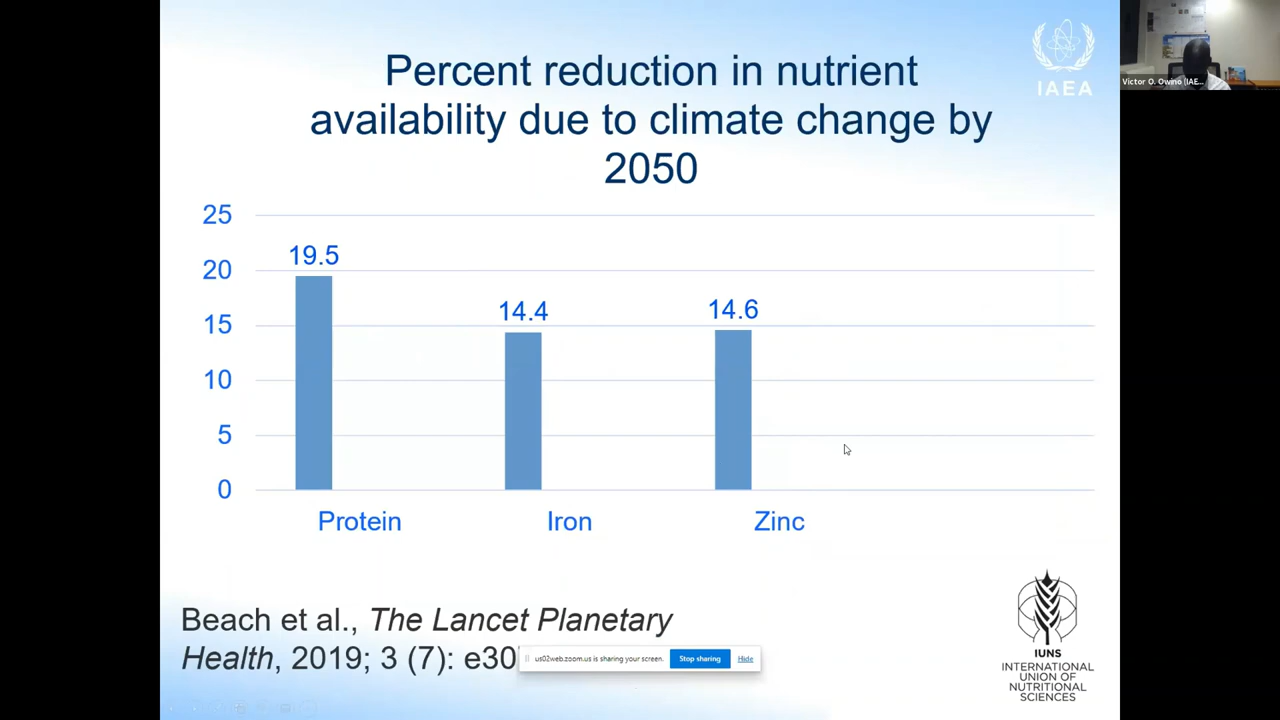 Percent reduction in nutrient
availability due to climate change by
2050
IAEA
Victor O. Owino (IAE...
25
20
15
10
5
0
19.5
14.4
14.6
Protein
Iron
Zinc
Beach et al., The Lancet Planetary
Health, 2019; 3 (7): e30
us02web.zoom.us is sharing your screen.
Stop sharing
Hide
IUNS
INTERNATIONAL
UNION OF
NUTRITIONAL
SCIENCES